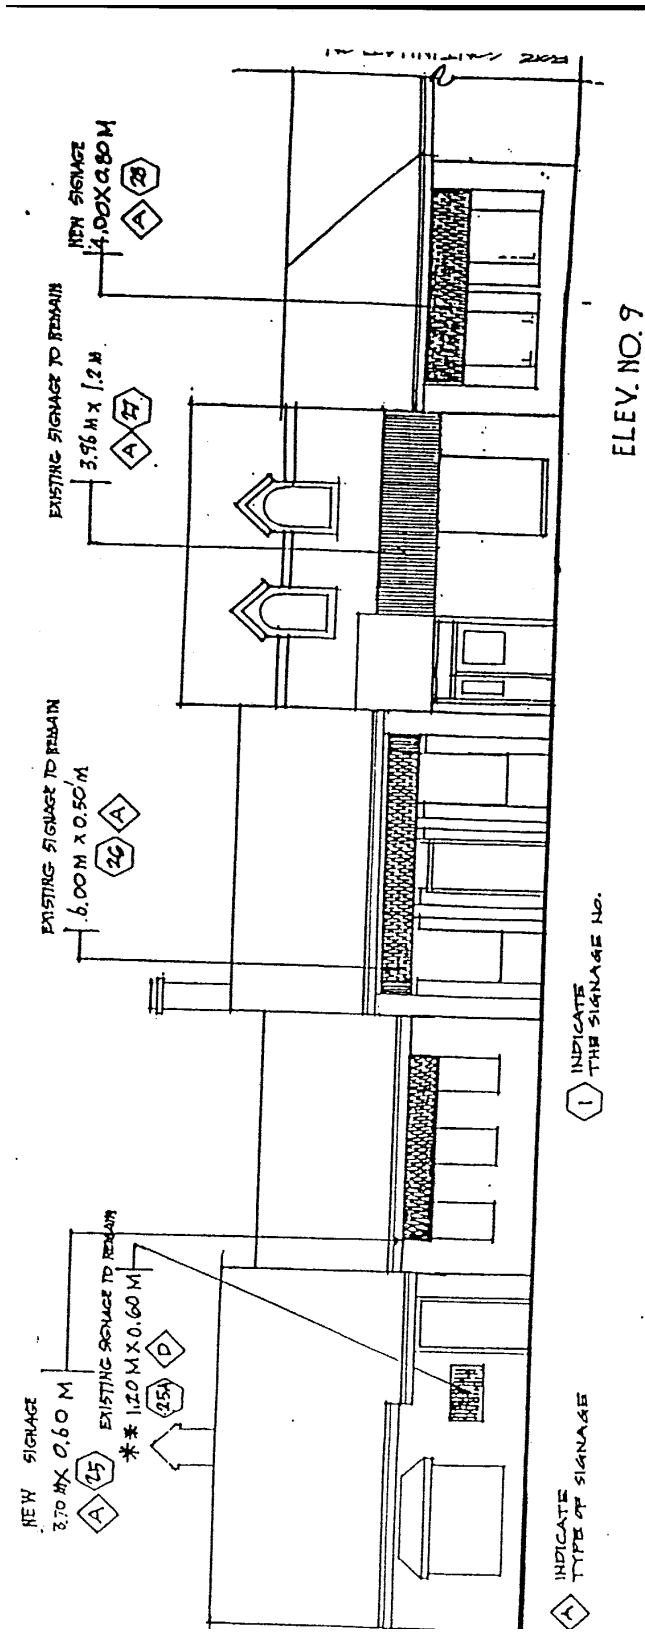 NEW SIGNAGE
3.70 M X 0.60 M
A 25
EXISTING SIGNAGE TO REMAIN
** 1.20 M X 0.60 M
25A D
EXISTING SIGNAGE TO REMAIN
6.00 M X 0.50 M
26 A
EXISTING SIGNAGE TO REMAIN
3.96 M X 1.2 M
A 27
NEW SIGNAGE
4.00 X 0.80 M
A 28
A INDICATE
TYPE OF SIGNAGE
1 INDICATE
THE SIGNAGE NO.
ELEV. NO. 9